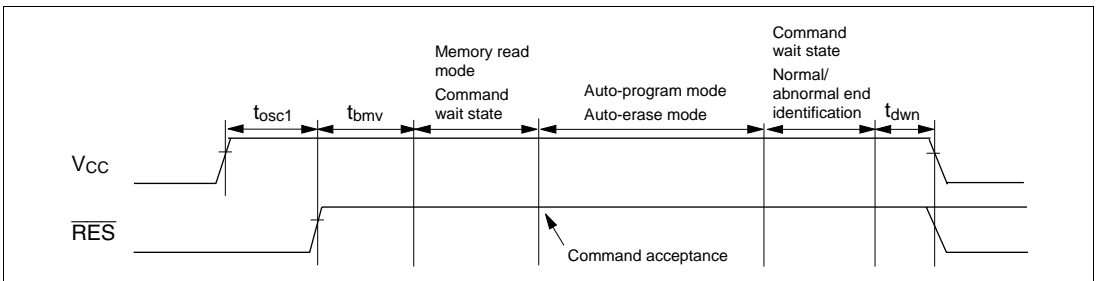 Command
wait state
Normal/
abnormal end
identification
Memory read
mode
Command
wait state
Auto-program mode
Auto-erase mode
tosc1
tbmv
tdwn
VCC
RES
Command acceptance